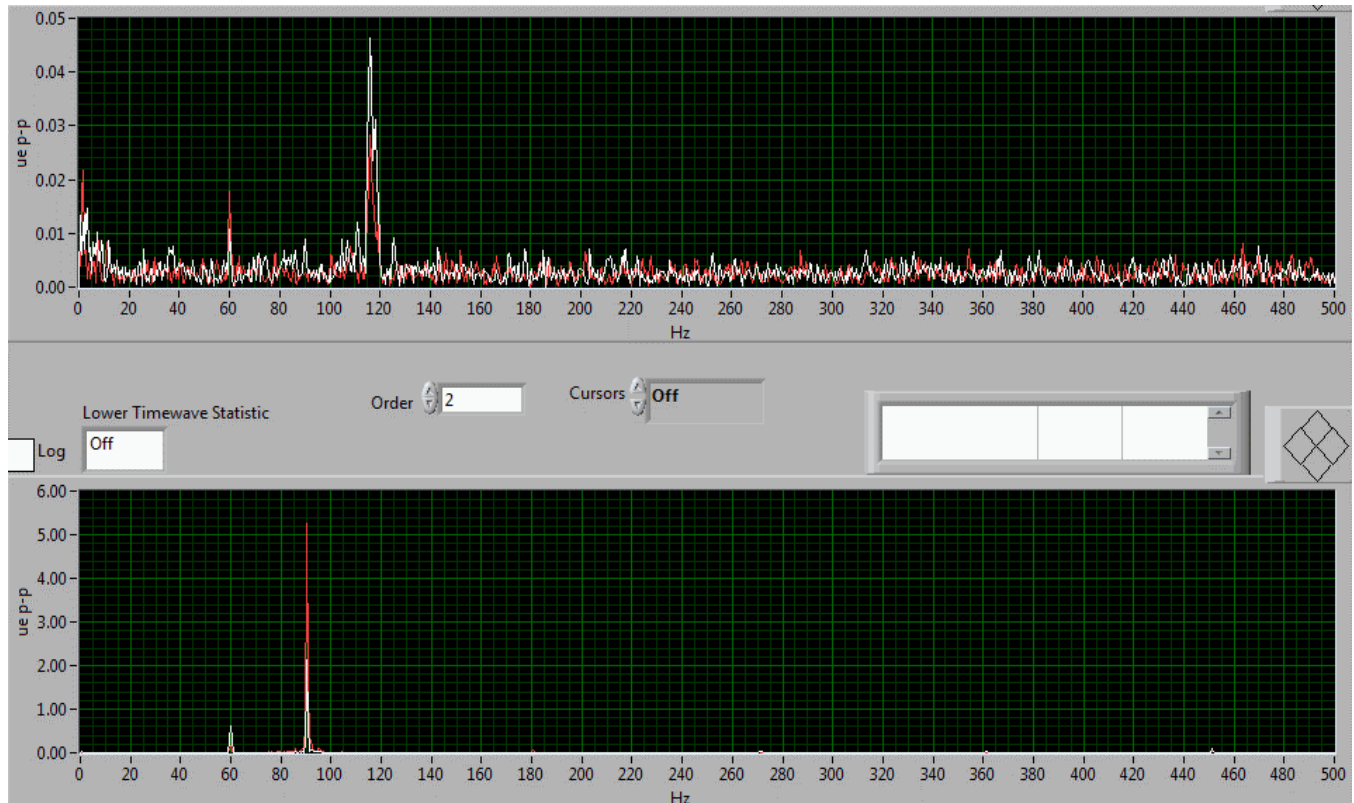 0.05
0.04
0.03
0.02
0.01
0.00
ue p-p
0 20 40 60 80 100 120 140 160 180 200 220 240 260 280 300 320 340 360 380 400 420 440 460 480 500
Hz
Order 2 Cursors Off
Lower Timewave Statistic
Off
Log
6.00
5.00
4.00
3.00
2.00
1.00
0.00
ue p-p
0 20 40 60 80 100 120 140 160 180 200 220 240 260 280 300 320 340 360 380 400 420 440 460 480 500
Hz